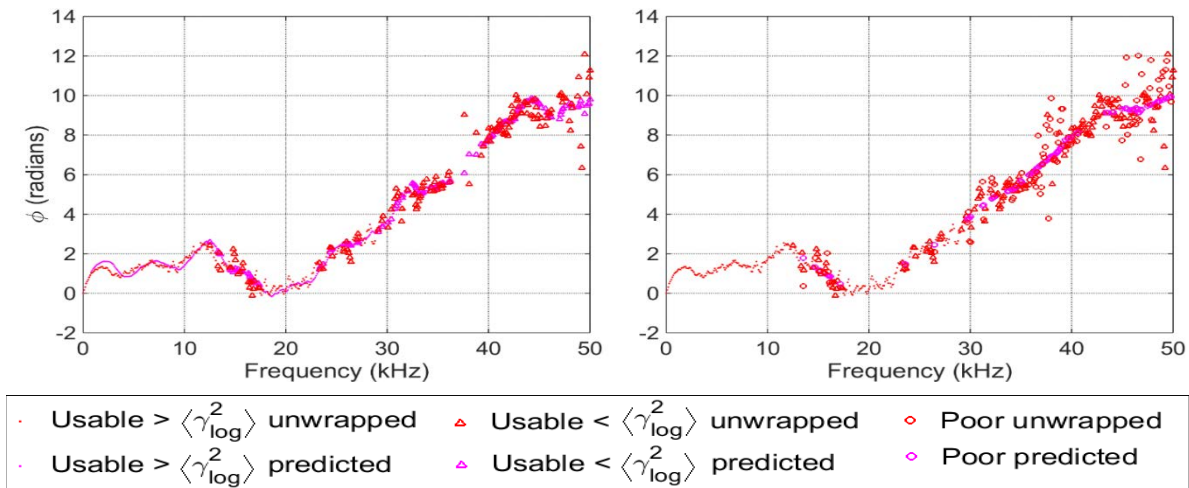 14
12
10
8
6
4
2
0
-2
ϕ (radians)
0 10 20 30 40 50
Frequency (kHz)
14
12
10
8
6
4
2
0
-2
0 10 20 30 40 50
Frequency (kHz)
Usable > ⟨γ²log⟩ unwrapped
Usable < ⟨γ²log⟩ unwrapped
Poor unwrapped
Usable > ⟨γ²log⟩ predicted
Usable < ⟨γ²log⟩ predicted
Poor predicted